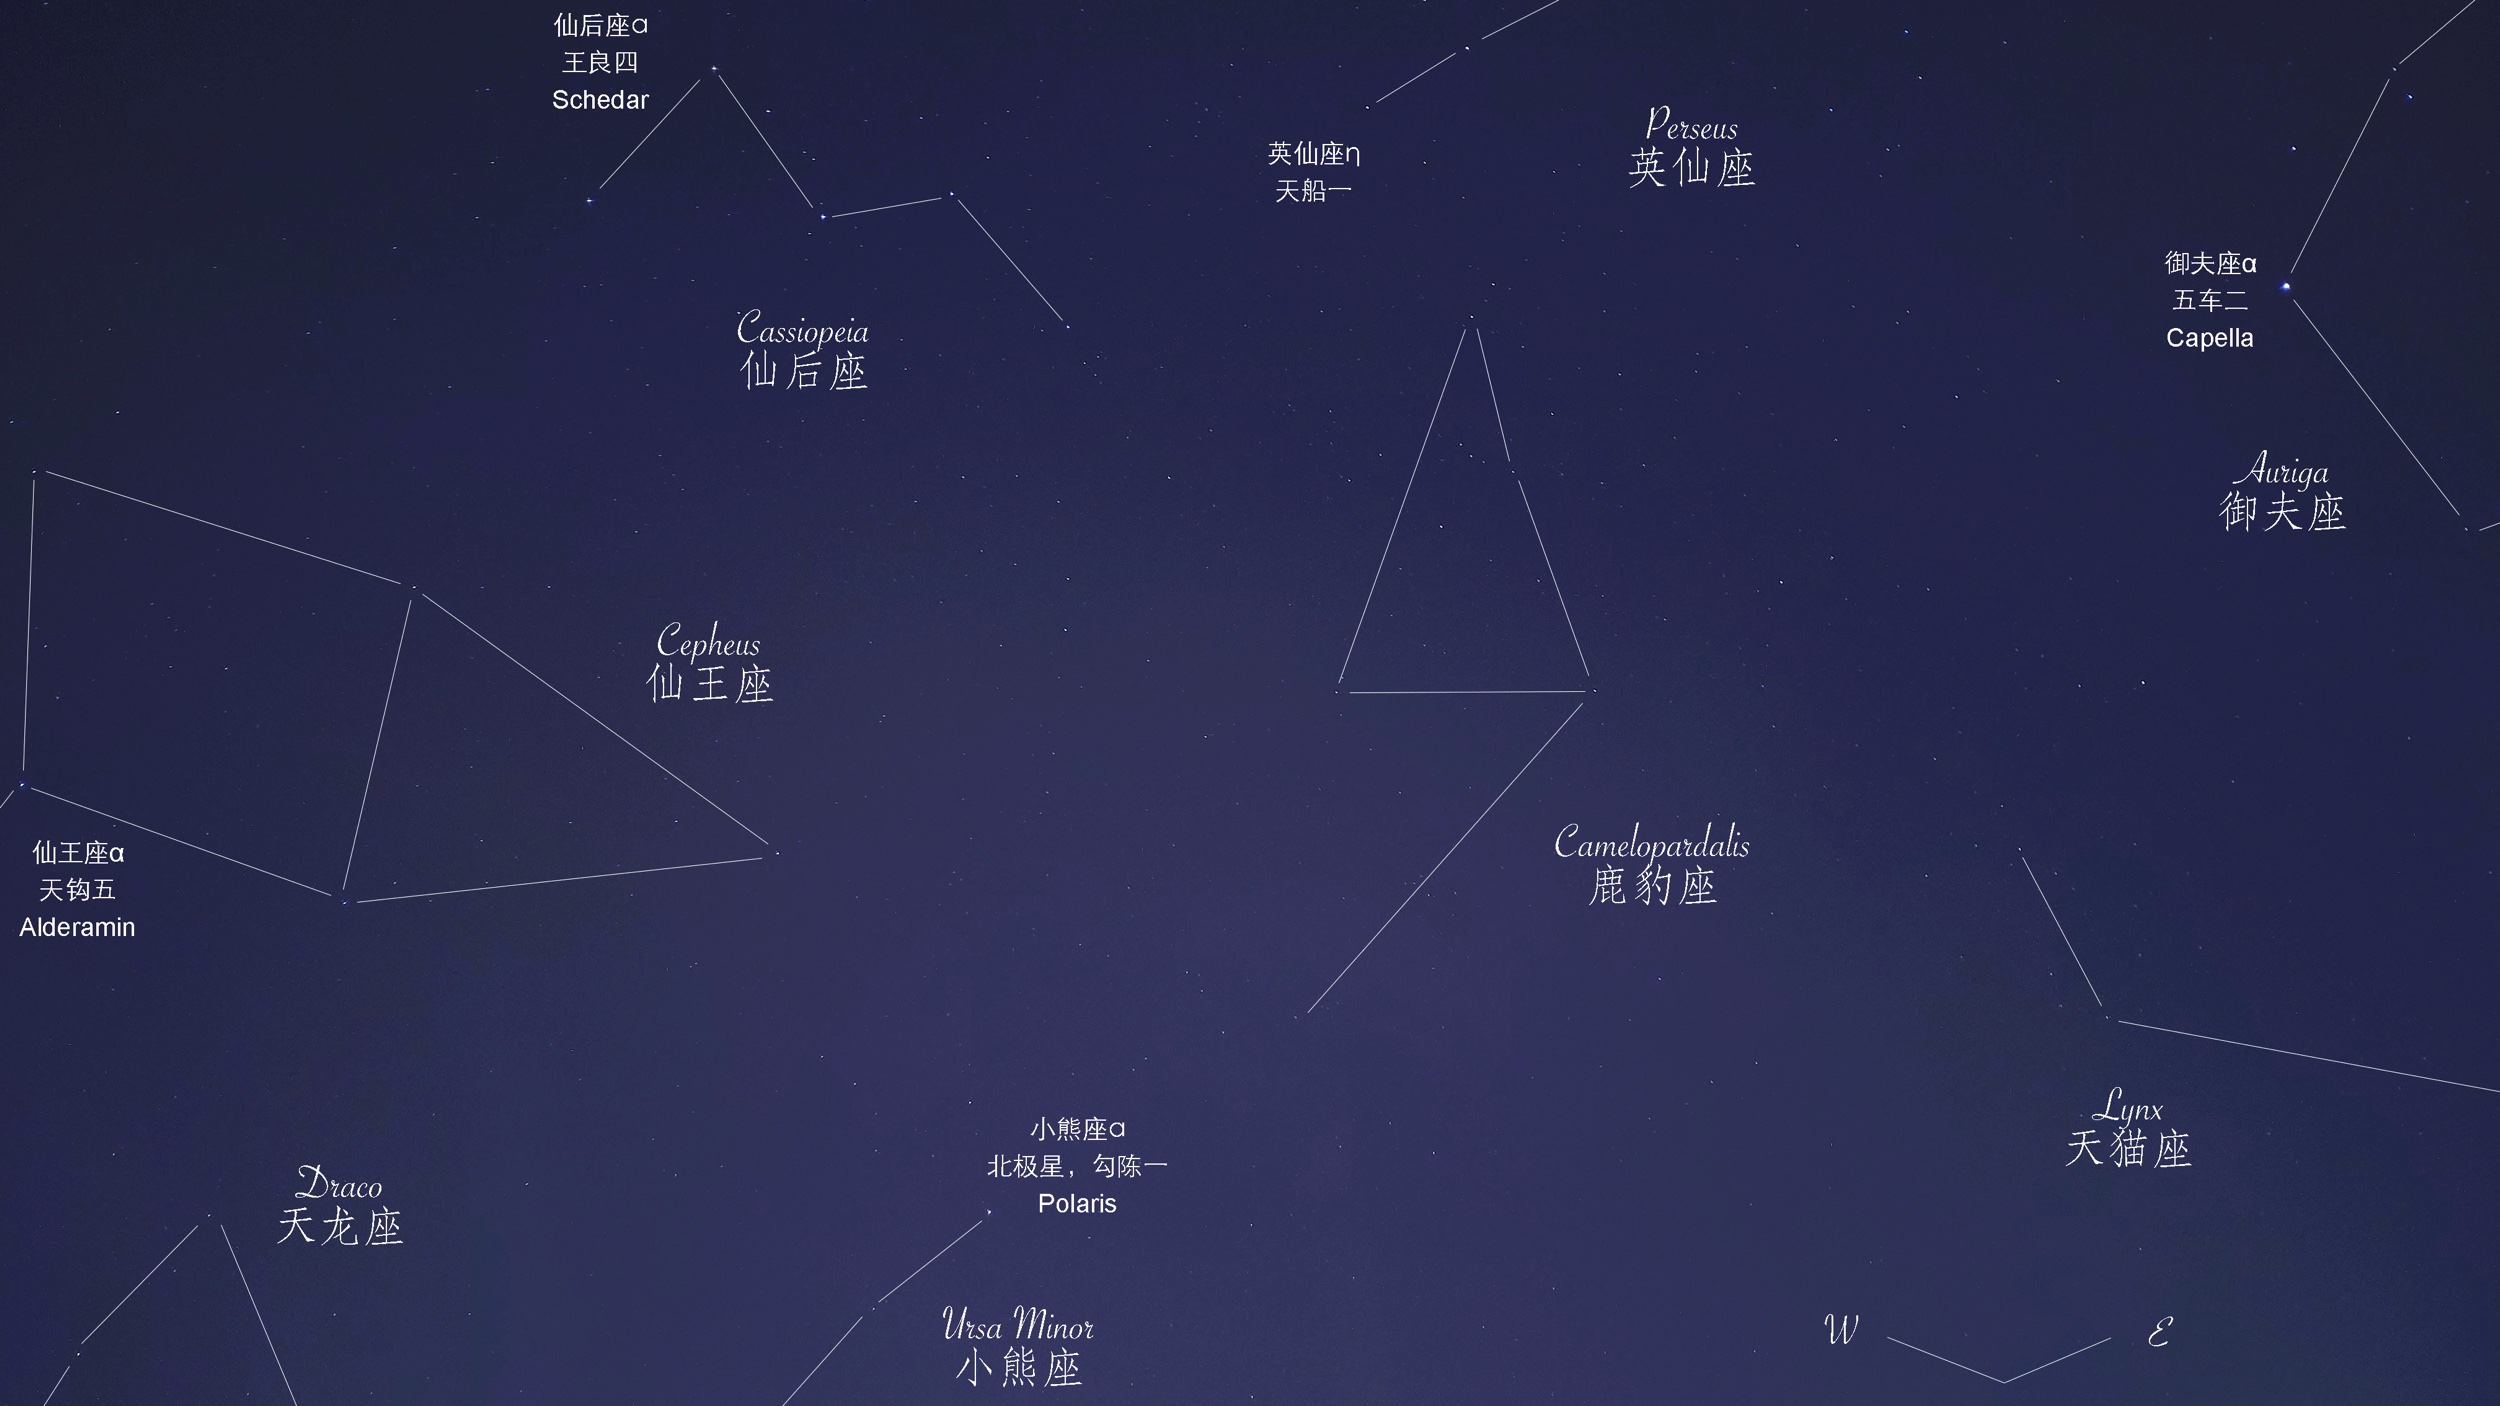 仙后座α
王良四
Schedar
英仙座η
天船一
Perseus
英仙座
御夫座α
五车二
Capella
Cassiopeia
仙后座
Auriga
御夫座
Cepheus
仙王座
仙王座α
天钩五
Alderamin
Camelopardalis
鹿豹座
Lynx
天猫座
小熊座α
北极星，勾陈一
Polaris
Draco
天龙座
Ursa Minor
小熊座
W
E